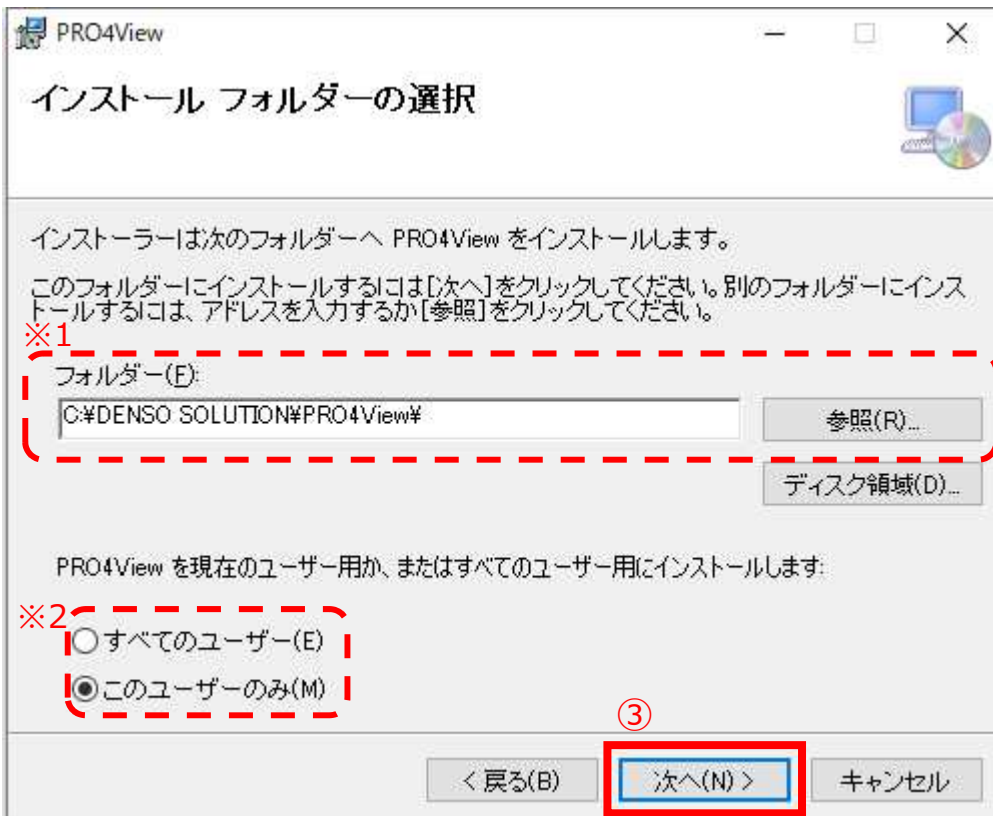 PRO4View
インストール フォルダーの選択
インストーラーは次のフォルダーへ PRO4View をインストールします。
このフォルダーにインストールするには[次へ]をクリックしてください。別のフォルダーにインス
トールするには、アドレスを入力するか[参照]をクリックしてください。
※1
フォルダー(F):
C:¥DENSO SOLUTION¥PRO4View¥
参照(R)...
ディスク領域(D)...
PRO4View を現在のユーザー用か、またはすべてのユーザー用にインストールします:
※2
すべてのユーザー(E)
このユーザーのみ(M)
③
< 戻る(B)
次へ(N) >
キャンセル